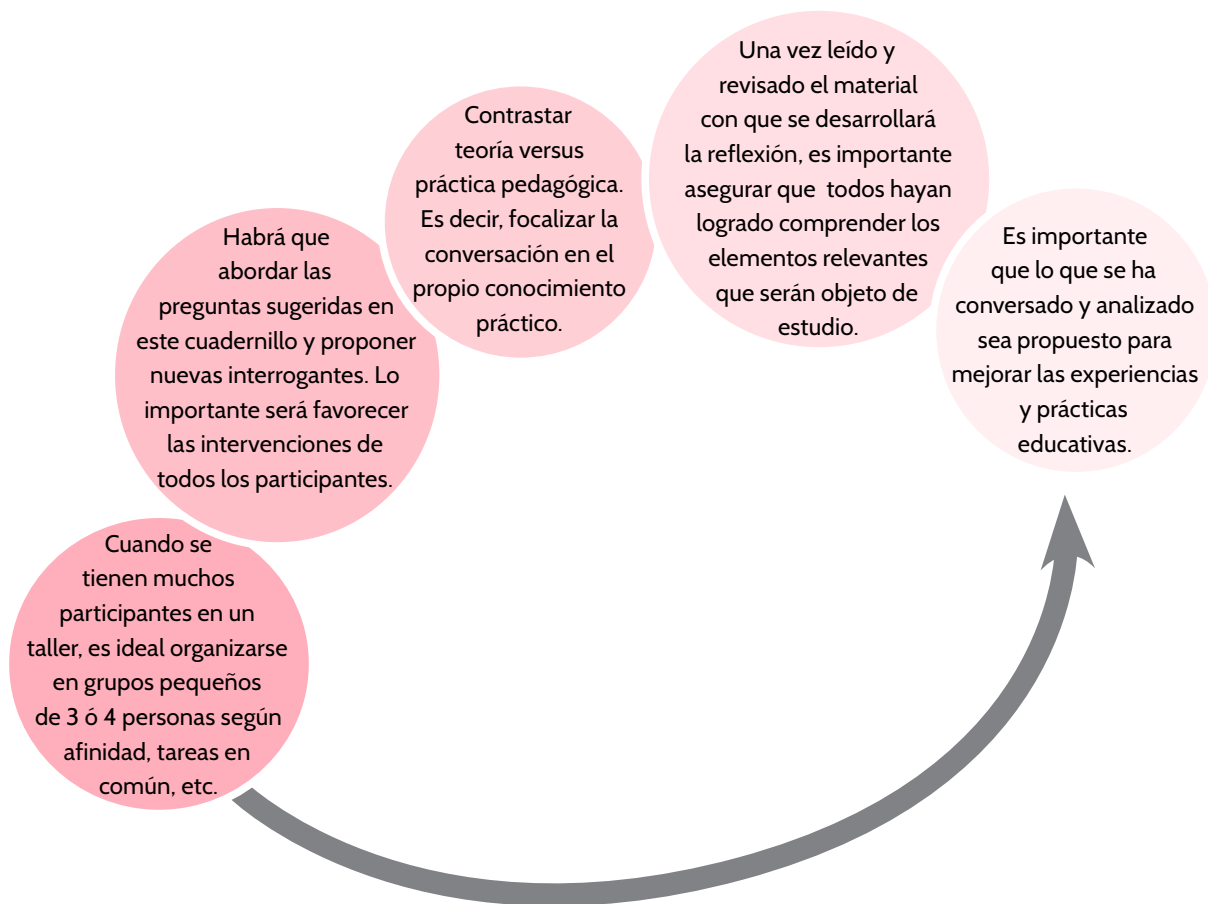 Cuando se
tienen muchos
participantes en un
taller, es ideal organizarse
en grupos pequeños
de 3 ó 4 personas según
afinidad, tareas en
común, etc.
Habrá que
abordar las
preguntas sugeridas en
este cuadernillo y proponer
nuevas interrogantes. Lo
importante será favorecer
las intervenciones de
todos los participantes.
Contrastar
teoría versus
práctica pedagógica.
Es decir, focalizar la
conversación en el
propio conocimiento
práctico.
Una vez leído y
revisado el material
con que se desarrollará
la reflexión, es importante
asegurar que  todos hayan
logrado comprender los
elementos relevantes
que serán objeto de
estudio.
Es importante
que lo que se ha
conversado y analizado
sea propuesto para
mejorar las experiencias
y prácticas
educativas.